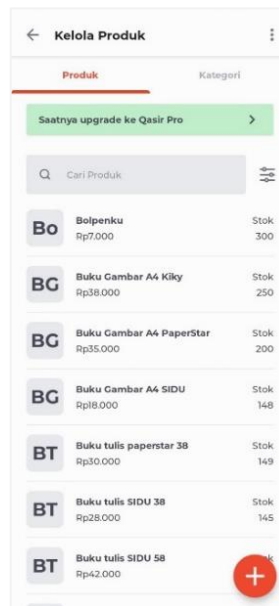 Kelola Produk
Produk Kategori
Saatnya upgrade ke Qasir Pro
Cari Produk
Bo Bolpenku Stok
Rp7.000 300
BG Buku Gambar A4 Kiky Stok
Rp38.000 250
BG Buku Gambar A4 PaperStar Stok
Rp35.000 200
BG Buku Gambar A4 SIDU Stok
Rp18.000 148
BT Buku tulis paperstar 38 Stok
Rp30.000 149
BT Buku tulis SIDU 38 Stok
Rp28.000 145
BT Buku tulis SIDU 58
Rp42.000